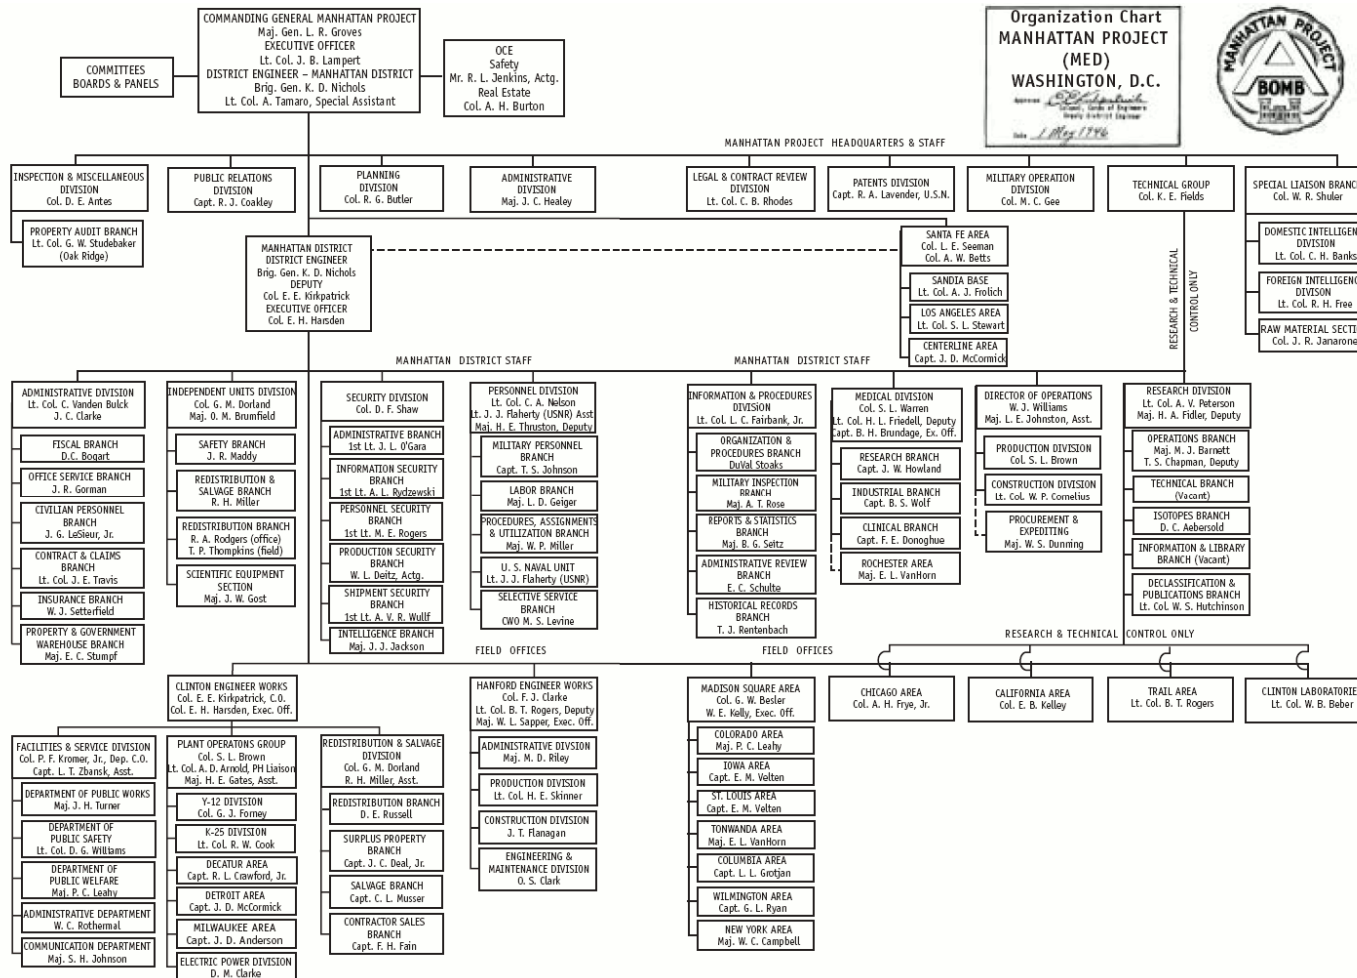 COMMANDING GENERAL MANHATTAN PROJECT
Maj. Gen. L. R. Groves
EXECUTIVE OFFICER
Lt. Col. J. B. Lampert
DISTRICT ENGINEER – MANHATTAN DISTRICT
Brig. Gen. K. D. Nichols
Lt. Col. A. Tamaro, Special Assistant
COMMITTEES
BOARDS & PANELS
OCE
Safety
Mr. R. L. Jenkins, Actg.
Real Estate
Col. A. H. Burton
Organization Chart
MANHATTAN PROJECT
(MED)
WASHINGTON, D.C.
Approved
Colonel, Corps of Engineers
Deputy District Engineer
Date 1 May 1946
MANHATTAN PROJECT
A
BOMB
MANHATTAN PROJECT HEADQUARTERS & STAFF
INSPECTION & MISCELLANEOUS
DIVISION
Col. D. E. Antes
PROPERTY AUDIT BRANCH
Lt. Col. G. W. Studebaker
(Oak Ridge)
PUBLIC RELATIONS
DIVISION
Capt. R. J. Coakley
PLANNING
DIVISION
Col. R. G. Butler
ADMINISTRATIVE
DIVISION
Maj. J. C. Healey
LEGAL & CONTRACT REVIEW
DIVISION
Lt. Col. C. B. Rhodes
PATENTS DIVISION
Capt. R. A. Lavender, U.S.N.
MILITARY OPERATION
DIVISION
Col. M. C. Gee
TECHNICAL GROUP
Col. K. E. Fields
SPECIAL LIAISON BRANC
Col. W. R. Shuler
DOMESTIC INTELLIGENC
DIVISION
Lt. Col. C. H. Banks
FOREIGN INTELLIGENC
DIVISON
Lt. Col. R. H. Free
RAW MATERIAL SECTI
Col. J. R. Janarone
MANHATTAN DISTRICT
DISTRICT ENGINEER
Brig. Gen. K. D. Nichols
DEPUTY
Col. E. E. Kirkpatrick
EXECUTIVE OFFICER
Col. E. H. Harsden
SANTA FE AREA
Col. L. E. Seeman
Col. A. W. Betts
SANDIA BASE
Lt. Col. A. J. Frolich
LOS ANGELES AREA
Lt. Col. S. L. Stewart
CENTERLINE AREA
Capt. J. D. McCormick
RESEARCH & TECHNICAL
CONTROL ONLY
MANHATTAN DISTRICT STAFF
MANHATTAN DISTRICT STAFF
ADMINISTRATIVE DIVISION
Lt. Col. C. Vanden Bulck
J. C. Clarke
FISCAL BRANCH
D.C. Bogart
OFFICE SERVICE BRANCH
J. R. Gorman
CIVILIAN PERSONNEL
BRANCH
J. G. LeSieur, Jr.
CONTRACT & CLAIMS
BRANCH
Lt. Col. J. E. Travis
INSURANCE BRANCH
W. J. Setterfield
PROPERTY & GOVERNMENT
WAREHOUSE BRANCH
Maj. E. C. Stumpf
INDEPENDENT UNITS DIVISION
Col. G. M. Dorland
Maj. O. M. Brumfield
SAFETY BRANCH
J. R. Maddy
REDISTRIBUTION &
SALVAGE BRANCH
R. H. Miller
REDISTRIBUTION BRANCH
R. A. Rodgers (office)
T. P. Thompkins (field)
SCIENTIFIC EQUIPMENT
SECTION
Maj. J. W. Gost
SECURITY DIVISION
Col. D. F. Shaw
ADMINISTRATIVE BRANCH
1st Lt. J. L. O'Gara
INFORMATION SECURITY
BRANCH
1st Lt. A. L. Rydzewski
PERSONNEL SECURITY
BRANCH
1st Lt. M. E. Rogers
PRODUCTION SECURITY
BRANCH
W. L. Deitz, Actg.
SHIPMENT SECURITY
BRANCH
1st Lt. A. V. R. Wullf
INTELLIGENCE BRANCH
Maj. J. J. Jackson
PERSONNEL DIVISION
Lt. Col. C. A. Nelson
Lt. J. J. Flaherty (USNR) Asst
Maj. H. E. Thruston, Deputy
MILITARY PERSONNEL
BRANCH
Capt. T. S. Johnson
LABOR BRANCH
Maj. L. D. Geiger
PROCEDURES, ASSIGNMENTS
& UTILIZATION BRANCH
Maj. W. P. Miller
U. S. NAVAL UNIT
Lt. J. J. Flaherty (USNR)
SELECTIVE SERVICE
BRANCH
CWO M. S. Levine
INFORMATION & PROCEDURES
DIVISION
Lt. Col. L. C. Fairbank, Jr.
ORGANIZATION &
PROCEDURES BRANCH
DuVal Stoaks
MILITARY INSPECTION
BRANCH
Maj. A. T. Rose
REPORTS & STATISTICS
BRANCH
Maj. B. G. Seitz
ADMINISTRATIVE REVIEW
BRANCH
E. C. Schulte
HISTORICAL RECORDS
BRANCH
T. J. Rentenbach
MEDICAL DIVISION
Col. S. L. Warren
Lt. Col. H. L. Friedell, Deputy
Capt. B. H. Brundage, Ex. Off.
RESEARCH BRANCH
Capt. J. W. Howland
INDUSTRIAL BRANCH
Capt. B. S. Wolf
CLINICAL BRANCH
Capt. F. E. Donoghue
ROCHESTER AREA
Maj. E. L. VanHorn
DIRECTOR OF OPERATIONS
W. J. Williams
Maj. L. E. Johnston, Asst.
PRODUCTION DIVISION
Col. S. L. Brown
CONSTRUCTION DIVISION
Lt. Col. W. P. Cornelius
PROCUREMENT &
EXPEDITING
Maj. W. S. Dunning
RESEARCH DIVISION
Lt. Col. A. V. Peterson
Maj. H. A. Fidler, Deputy
OPERATIONS BRANCH
Maj. M. J. Barnett
T. S. Chapman, Deputy
TECHNICAL BRANCH
(Vacant)
ISOTOPES BRANCH
D. C. Aebersold
INFORMATION & LIBRARY
BRANCH (Vacant)
DECLASSIFICATION &
PUBLICATIONS BRANCH
Lt. Col. W. S. Hutchinson
RESEARCH & TECHNICAL CONTROL ONLY
FIELD OFFICES
FIELD OFFICES
CLINTON ENGINEER WORKS
Col. E. E. Kirkpatrick, C.O.
Col. E. H. Harsden, Exec. Off.
HANFORD ENGINEER WORKS
Col. F. J. Clarke
Lt. Col. B. T. Rogers, Deputy
Maj. W. L. Sapper, Exec. Off.
ADMINISTRATIVE DIVSION
Maj. M. D. Riley
PRODUCTION DIVISION
Lt. Col. H. E. Skinner
CONSTRUCTION DIVISION
J. T. Flanagan
ENGINEERING &
MAINTENANCE DIVISION
O. S. Clark
MADISON SQUARE AREA
Col. G. W. Besler
W. E. Kelly, Exec. Off.
COLORADO AREA
Maj. P. C. Leahy
IOWA AREA
Capt. E. M. Velten
ST. LOUIS AREA
Capt. E. M. Velten
TONWANDA AREA
Maj. E. L. VanHorn
COLUMBIA AREA
Capt. L. L. Grotjan
WILMINGTON AREA
Capt. G. L. Ryan
NEW YORK AREA
Maj. W. C. Campbell
CHICAGO AREA
Col. A. H. Frye, Jr.
CALIFORNIA AREA
Col. E. B. Kelley
TRAIL AREA
Lt. Col. B. T. Rogers
CLINTON LABORATORIE
Lt. Col. W. B. Beber
FACILITIES & SERVICE DIVISION
Col. P. F. Kromer, Jr., Dep. C.O.
Capt. L. T. Zbansk, Asst.
DEPARTMENT OF PUBLIC WORKS
Maj. J. H. Turner
DEPARTMENT OF
PUBLIC SAFETY
Lt. Col. D. G. Williams
DEPARTMENT OF
PUBLIC WELFARE
Maj. P. C. Leahy
ADMINISTRATIVE DEPARTMENT
W. C. Rothermal
COMMUNICATION DEPARTMENT
Maj. S. H. Johnson
PLANT OPERATONS GROUP
Col. S. L. Brown
Lt. Col. A. D. Arnold, PH Liaison
Maj. H. E. Gates, Asst.
Y-12 DIVISION
Col. G. J. Forney
K-25 DIVISION
Lt. Col. R. W. Cook
DECATUR AREA
Capt. R. L. Crawford, Jr.
DETROIT AREA
Capt. J. D. McCormick
MILWAUKEE AREA
Capt. J. D. Anderson
ELECTRIC POWER DIVISION
D. M. Clarke
REDISTRIBUTION & SALVAGE
DIVISION
Col. G. M. Dorland
R. H. Miller, Asst.
REDISTRIBUTION BRANCH
D. E. Russell
SURPLUS PROPERTY
BRANCH
Capt. J. C. Deal, Jr.
SALVAGE BRANCH
Capt. C. L. Musser
CONTRACTOR SALES
BRANCH
Capt. F. H. Fain